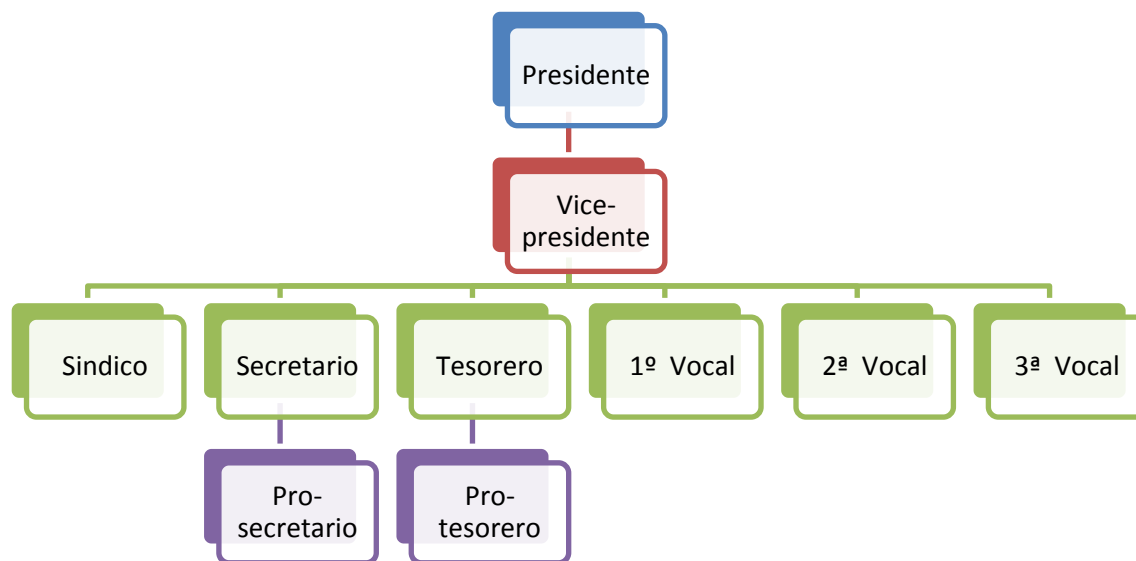 Presidente
Vice-
presidente
Sindico
Secretario
Tesorero
1º Vocal
2ª Vocal
3ª Vocal
Pro-
secretario
Pro-
tesorero